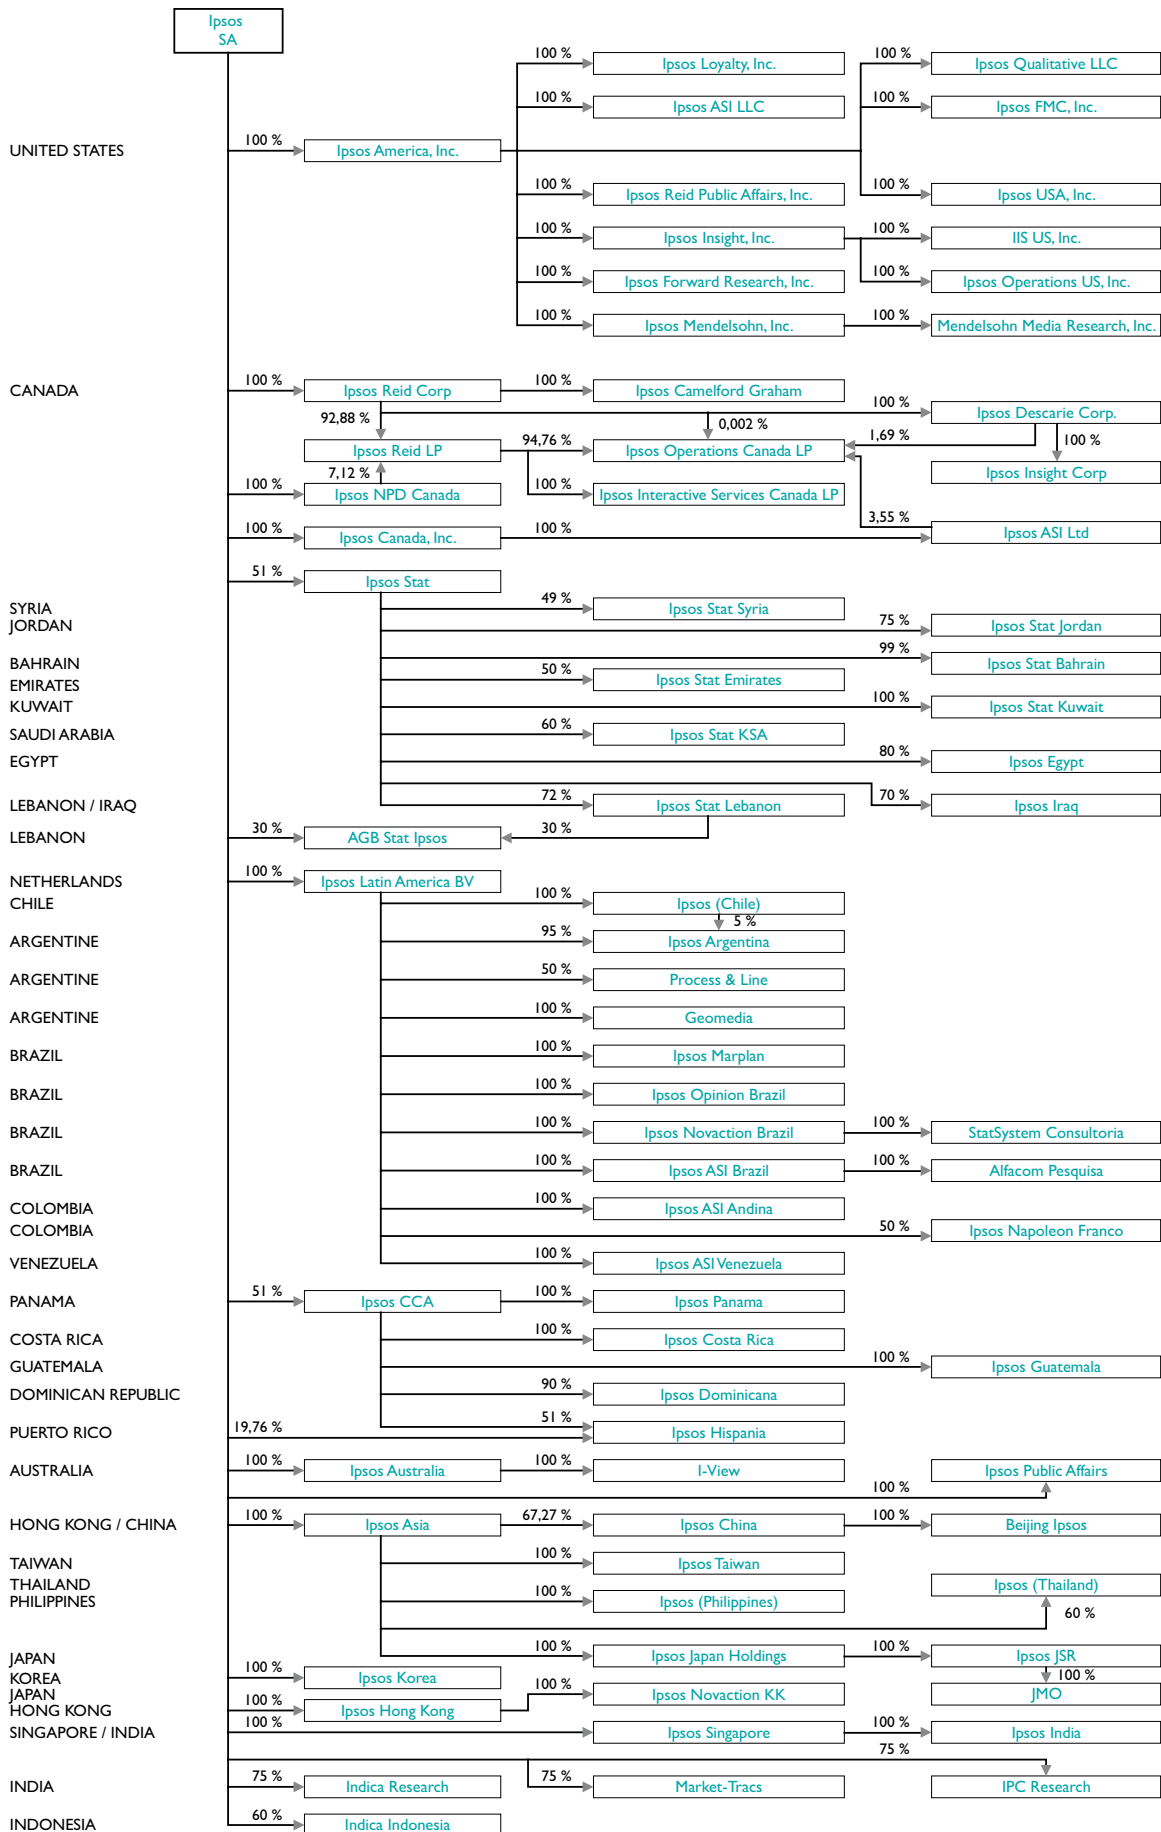 Ipsos
SA
100 %
Ipsos Loyalty, Inc.
100 %
Ipsos Qualitative LLC
100 %
Ipsos ASI LLC
100 %
Ipsos FMC, Inc.
UNITED STATES
100 %
Ipsos America, Inc.
100 %
Ipsos Reid Public Affairs, Inc.
100 %
Ipsos USA, Inc.
100 %
Ipsos Insight, Inc.
100 %
IIS US, Inc.
100 %
Ipsos Forward Research, Inc.
100 %
Ipsos Operations US, Inc.
100 %
Ipsos Mendelsohn, Inc.
100 %
Mendelsohn Media Research, Inc.
CANADA
100 %
Ipsos Reid Corp
100 %
Ipsos Camelford Graham
100 %
Ipsos Descarie Corp.
92,88 %
0,002 %
Ipsos Reid LP
94,76 %
Ipsos Operations Canada LP
1,69 %
100 %
Ipsos Insight Corp
7,12 %
100 %
Ipsos NPD Canada
100 %
Ipsos Interactive Services Canada LP
3,55 %
Ipsos ASI Ltd
100 %
Ipsos Canada, Inc.
100 %
51 %
Ipsos Stat
SYRIA
49 %
Ipsos Stat Syria
JORDAN
75 %
Ipsos Stat Jordan
BAHRAIN
99 %
Ipsos Stat Bahrain
EMIRATES
50 %
Ipsos Stat Emirates
KUWAIT
100 %
Ipsos Stat Kuwait
SAUDI ARABIA
60 %
Ipsos Stat KSA
EGYPT
80 %
Ipsos Egypt
LEBANON / IRAQ
72 %
Ipsos Stat Lebanon
70 %
Ipsos Iraq
LEBANON
30 %
AGB Stat Ipsos
30 %
NETHERLANDS
100 %
Ipsos Latin America BV
CHILE
100 %
Ipsos (Chile)
5 %
ARGENTINE
95 %
Ipsos Argentina
ARGENTINE
50 %
Process & Line
ARGENTINE
100 %
Geomedia
BRAZIL
100 %
Ipsos Marplan
BRAZIL
100 %
Ipsos Opinion Brazil
BRAZIL
100 %
Ipsos Novaction Brazil
100 %
StatSystem Consultoria
BRAZIL
100 %
Ipsos ASI Brazil
100 %
Alfacom Pesquisa
COLOMBIA
100 %
Ipsos ASI Andina
COLOMBIA
50 %
Ipsos Napoleon Franco
VENEZUELA
100 %
Ipsos ASI Venezuela
PANAMA
51 %
Ipsos CCA
100 %
Ipsos Panama
COSTA RICA
100 %
Ipsos Costa Rica
GUATEMALA
100 %
Ipsos Guatemala
DOMINICAN REPUBLIC
90 %
Ipsos Dominicana
PUERTO RICO
19,76 %
51 %
Ipsos Hispania
AUSTRALIA
100 %
Ipsos Australia
100 %
I-View
Ipsos Public Affairs
100 %
HONG KONG / CHINA
100 %
Ipsos Asia
67,27 %
Ipsos China
100 %
Beijing Ipsos
TAIWAN
100 %
Ipsos Taiwan
THAILAND
Ipsos (Thailand)
PHILIPPINES
100 %
Ipsos (Philippines)
60 %
JAPAN
100 %
Ipsos Japan Holdings
100 %
Ipsos JSR
KOREA
100 %
Ipsos Korea
100 %
JAPAN
100 %
Ipsos Novaction KK
JMO
HONG KONG
100 %
Ipsos Hong Kong
SINGAPORE / INDIA
100 %
Ipsos Singapore
100 %
Ipsos India
75 %
INDIA
75 %
Indica Research
75 %
Market-Tracs
IPC Research
INDONESIA
60 %
Indica Indonesia